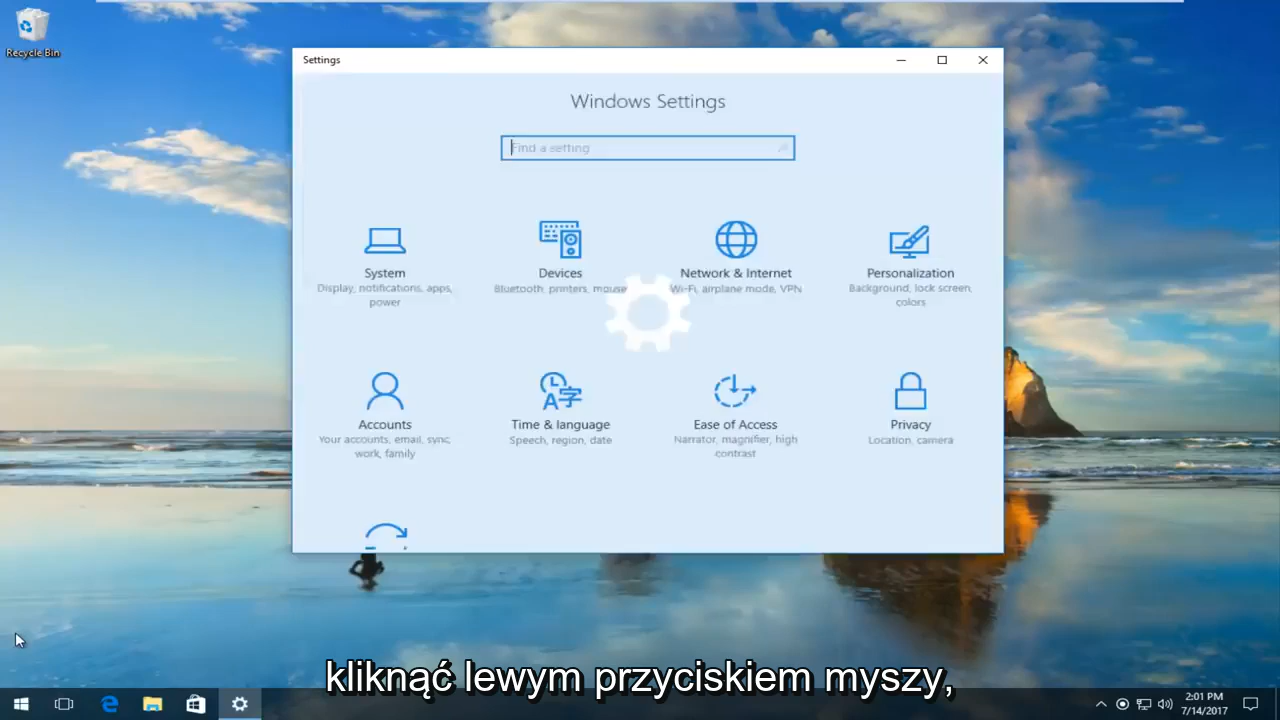 Recycle Bin
Settings
Windows Settings
Find a setting
System
Display, notifications, apps,
power
Devices
Bluetooth, printers, mouse
Network & Internet
Wi-Fi, airplane mode, VPN
Personalization
Background, lock screen,
colors
Accounts
Your accounts, email, sync,
work, family
Time & language
Speech, region, date
Ease of Access
Narrator, magnifier, high
contrast
Privacy
Location, camera
kliknąć lewym przyciskiem myszy,
2:01 PM
7/14/2017